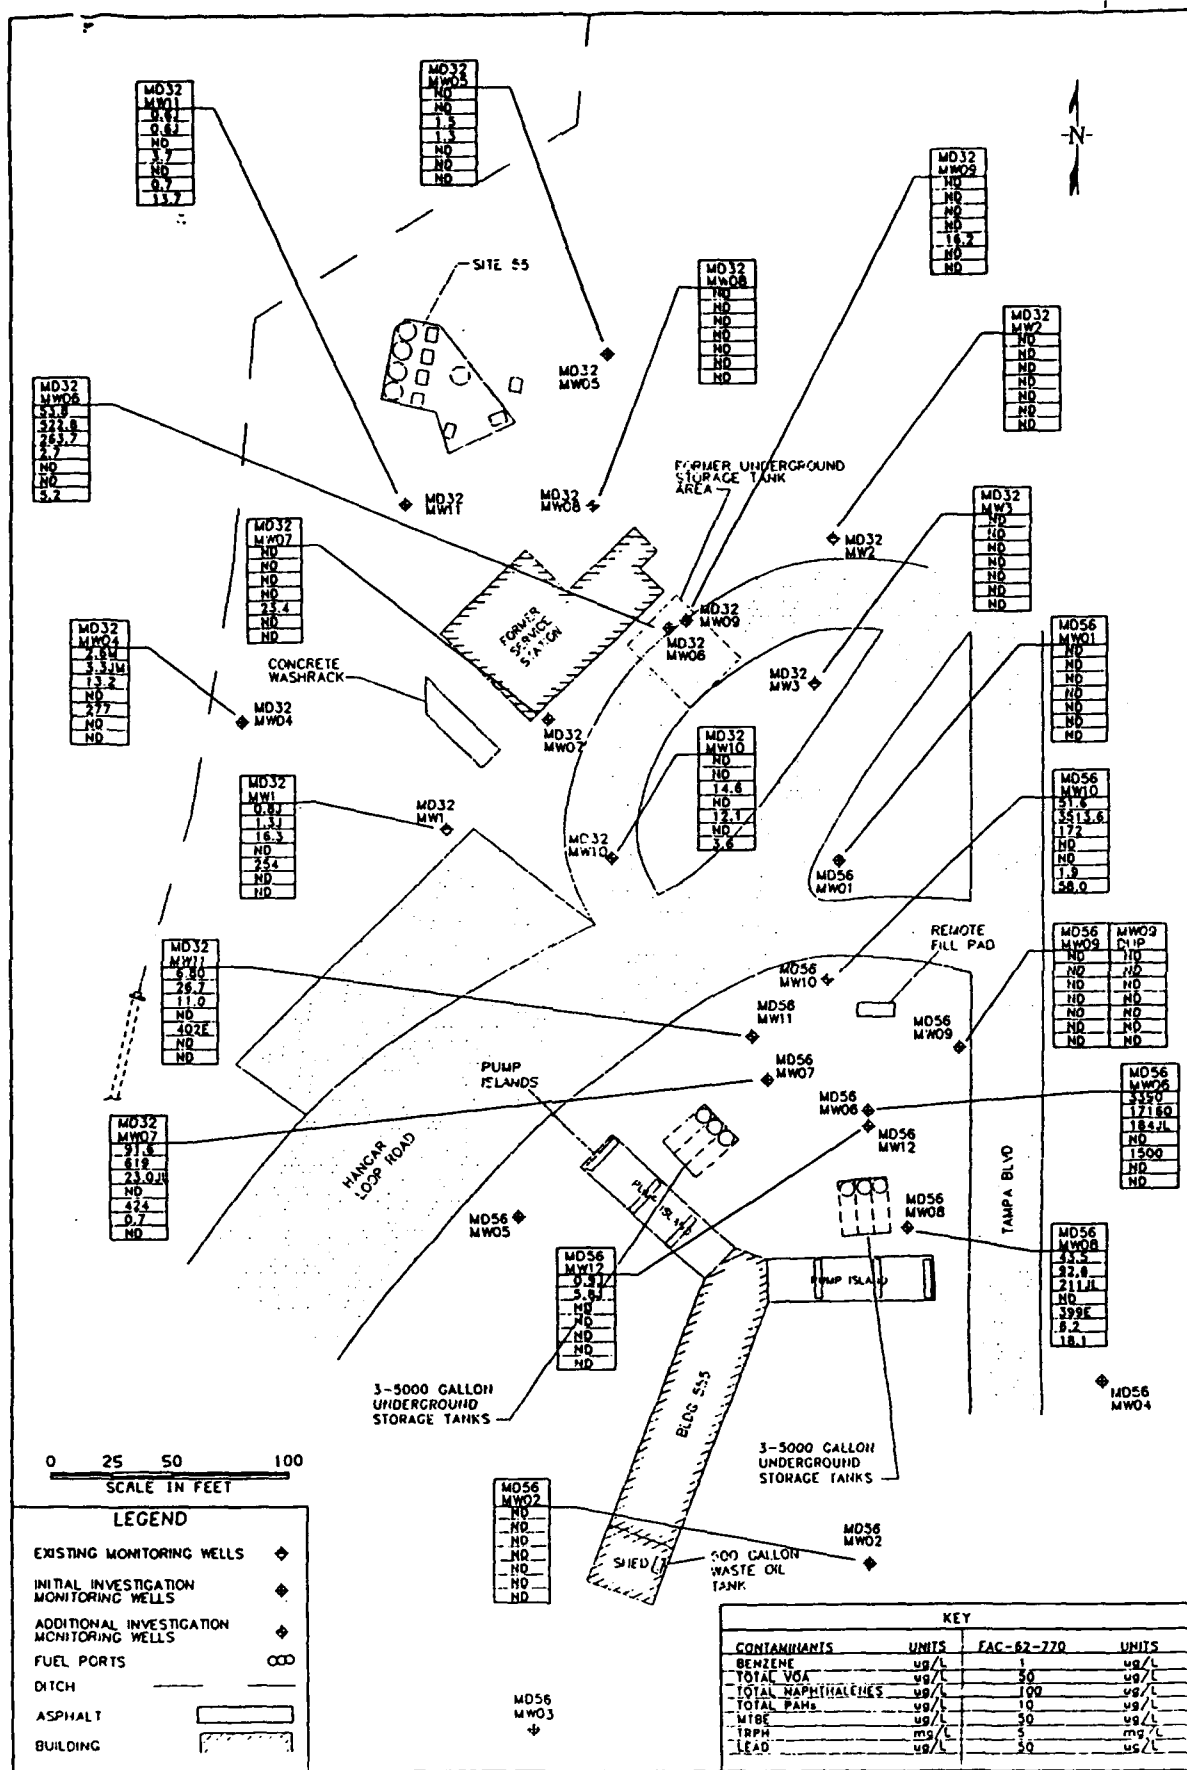 MD32
MW11
0.6J
0.6J
ND
3.7
ND
0.7
13.7
MD32
MW05
ND
ND
1.5
1.3
ND
ND
ND
-N-
MD32
MW09
ND
ND
ND
ND
16.2
ND
ND
SITE 55
MD32
MW08
ND
ND
ND
ND
ND
ND
ND
MD32
MW2
ND
ND
ND
ND
ND
ND
ND
MD32
MW05
MD32
MW06
53.8
522.8
263.7
2.7
ND
ND
5.2
FORMER UNDERGROUND
STORAGE TANK
AREA
MD32
MW11
MD32
MW08
MD32
MW3
ND
ND
ND
ND
ND
ND
ND
MD32
MW2
MD32
MW07
ND
ND
ND
ND
23.4
ND
ND
FORMER
SERVICE
STATION
MD32
MW09
MD32
MW06
MD32
MW04
2.6M
3.3JM
13.2
ND
277
ND
ND
CONCRETE
WASHRACK
MD32
MW3
MD56
MW01
ND
ND
ND
ND
ND
ND
ND
MD32
MW04
MD32
MW07
MD32
MW10
ND
ND
14.6
ND
12.1
ND
3.6
MD32
MW1
0.8J
1.3J
16.3
ND
254
ND
ND
MD32
MW1
MD32
MW10
MD56
MW01
MD56
MW10
51.6
3513.6
172
ND
ND
1.9
58.0
REMOTE
FILL PAD
MD56 MW09
MW09 DUP
ND ND
ND ND
ND ND
ND ND
ND ND
ND ND
ND ND
MD32
MW11
6.80
26.7
11.0
ND
402E
ND
ND
MD56
MW10
MD56
MW11
MD56
MW09
PUMP
ISLANDS
MD56
MW07
MD56
MW06
MD56
MW12
MD56
MW06
3350
17160
184JL
ND
1500
ND
ND
MD32
MW07
91.6
619
23.0JL
ND
424
0.7
ND
HANGAR
LOOP ROAD
PUMP
ISLAND
TAMPA BLVD
MD56
MW05
MD56
MW08
MD56
MW08
43.5
92.8
211JL
ND
399E
6.2
18.1
MD56
MW12
0.9J
5.8J
ND
ND
ND
ND
ND
PUMP ISLAND
BLDG 555
3-5000 GALLON
UNDERGROUND
STORAGE TANKS
MD56
MW04
3-5000 GALLON
UNDERGROUND
STORAGE TANKS
0 25 50 100
SCALE IN FEET
MD56
MW02
ND
ND
ND
ND
ND
ND
ND
MD56
MW02
SHED
500 GALLON
WASTE OIL
TANK
LEGEND
EXISTING MONITORING WELLS
INITIAL INVESTIGATION
MONITORING WELLS
ADDITIONAL INVESTIGATION
MONITORING WELLS
FUEL PORTS
DITCH
ASPHALT
BUILDING
MD56
MW03
KEY
CONTAMINANTS UNITS FAC-62-770 UNITS
BENZENE ug/L 1 ug/L
TOTAL VOA ug/L 50 ug/L
TOTAL NAPHTHALENES ug/L 100 ug/L
TOTAL PAHs ug/L 10 ug/L
MTBE ug/L 50 ug/L
TRPH mg/L 5 mg/L
LEAD ug/L 50 ug/L